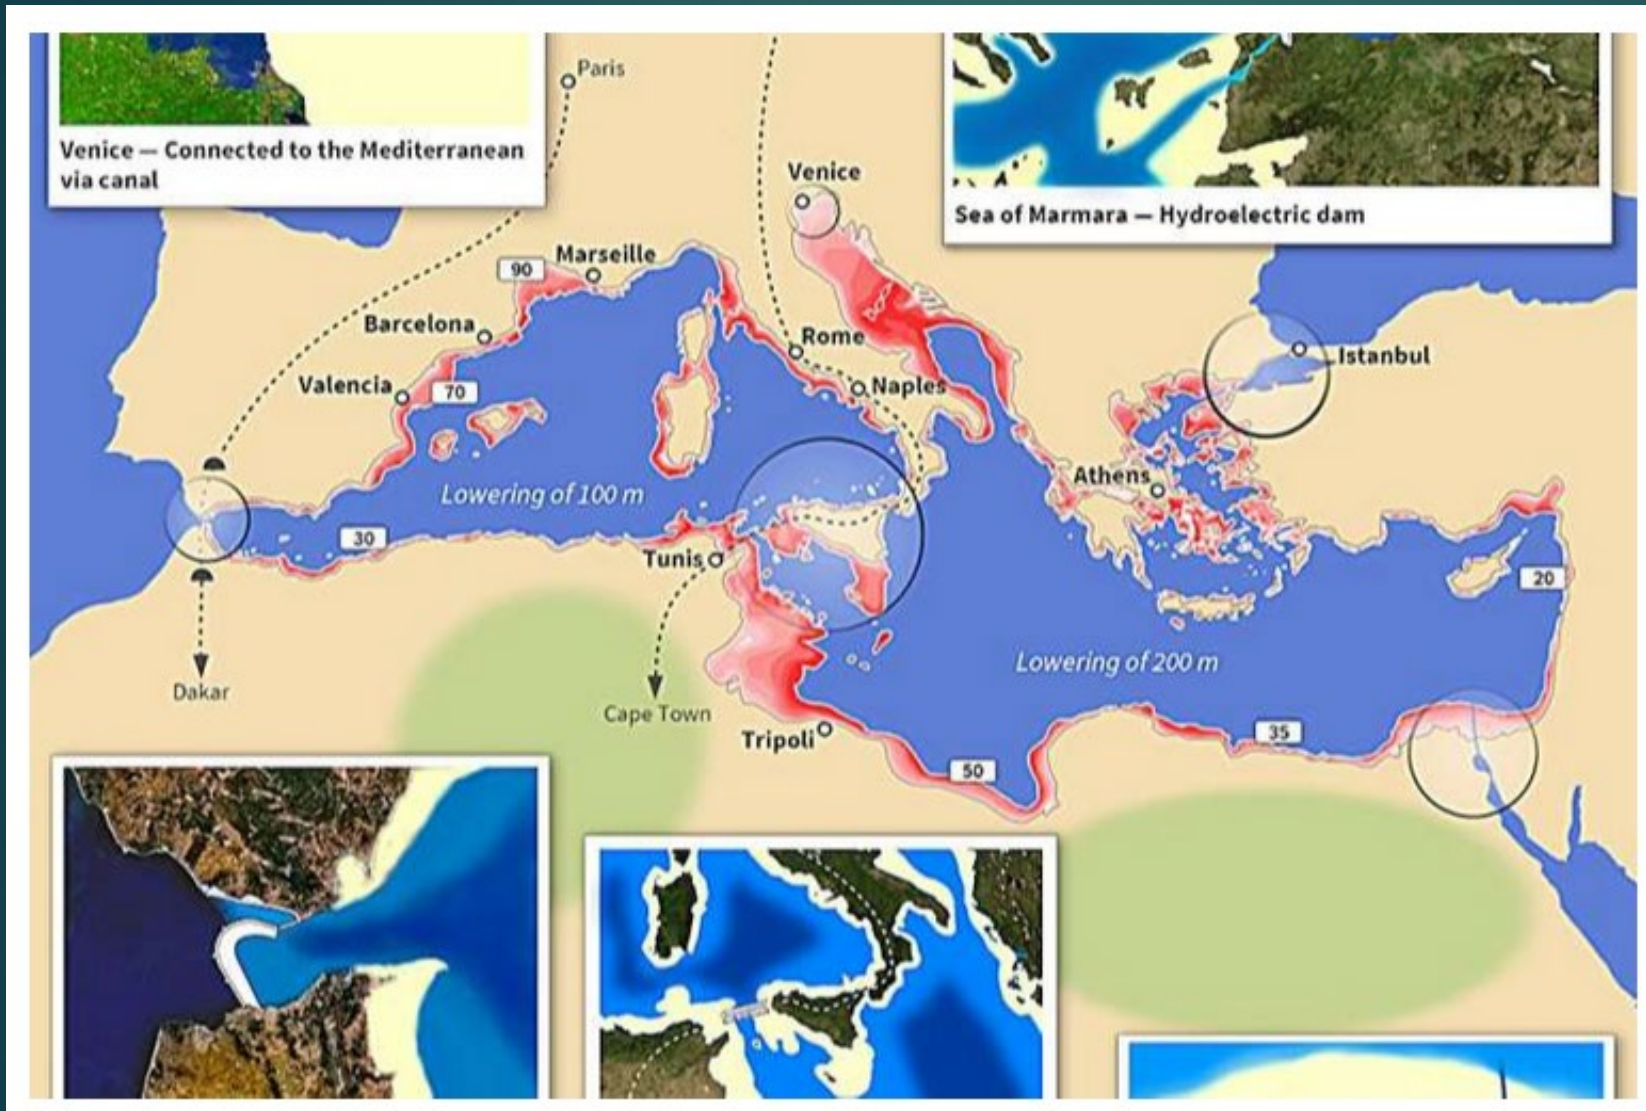 Paris
Venice — Connected to the Mediterranean
via canal
Venice
Sea of Marmara — Hydroelectric dam
Marseille
90
Barcelona
Rome
Istanbul
Valencia
70
Naples
Athens
Lowering of 100 m
30
Tunis
20
Lowering of 200 m
Dakar
Cape Town
Tripoli
35
50